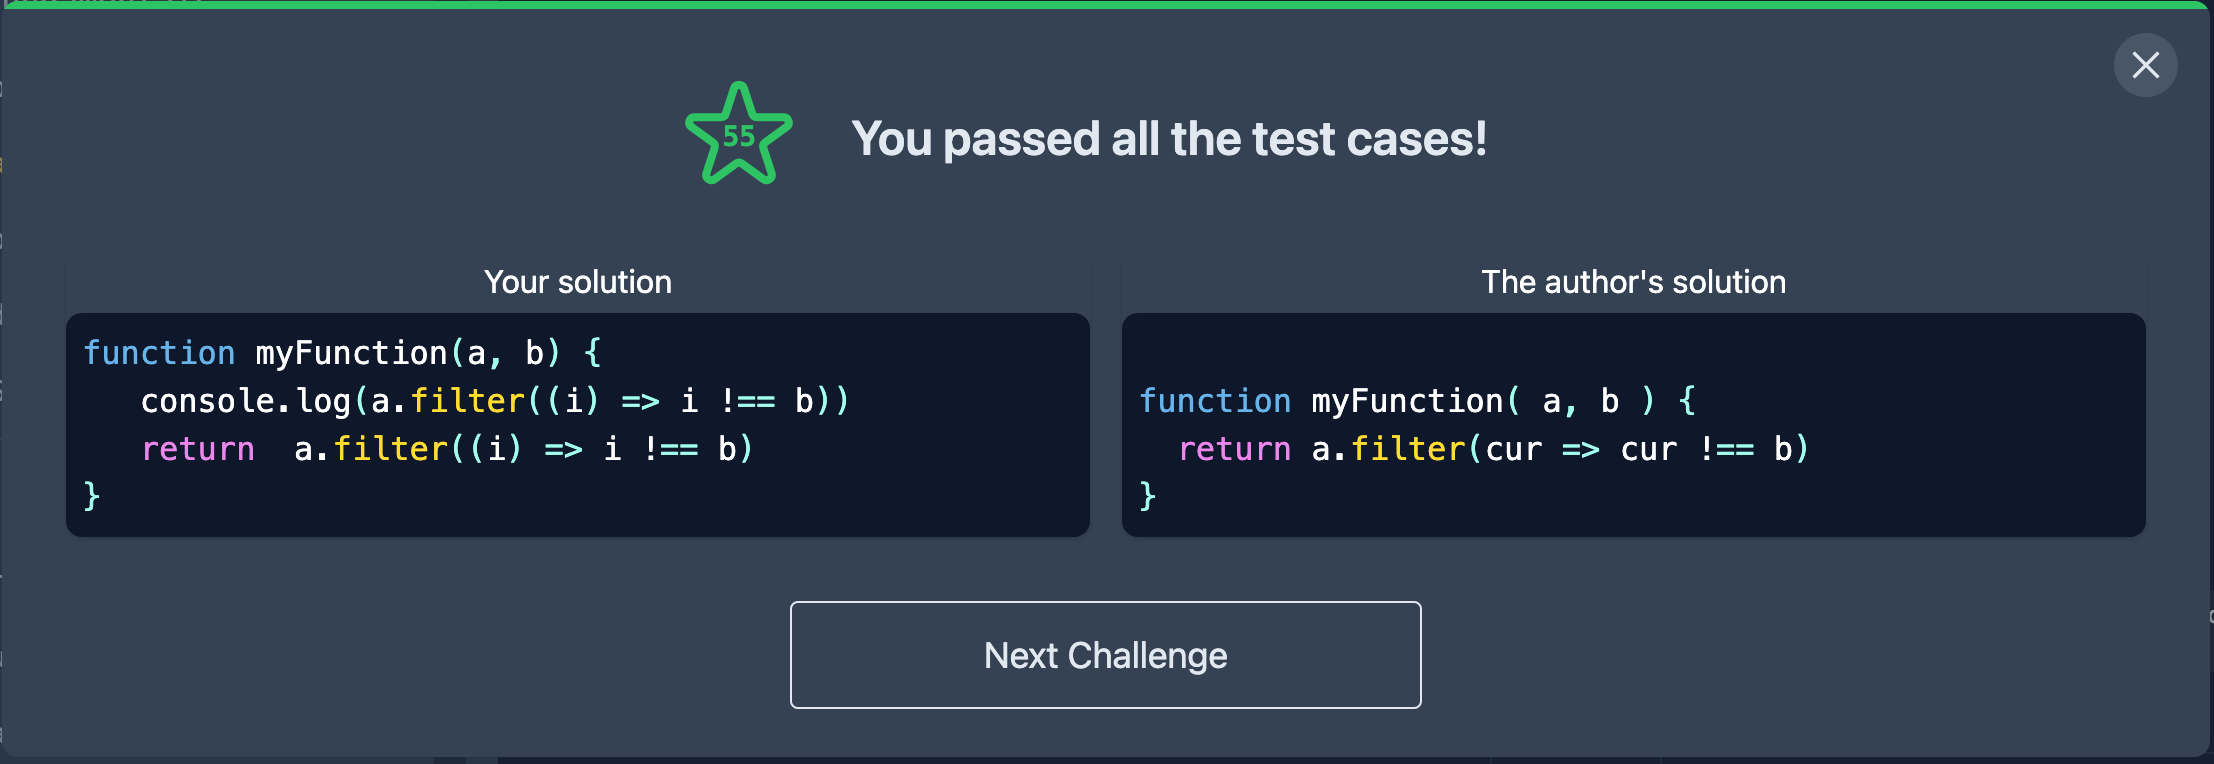 55
You passed all the test cases!
Your solution
function myFunction(a, b) {
   console.log(a.filter((i) => i !== b))
   return  a.filter((i) => i !== b)
}
The author's solution
function myFunction( a, b ) {
  return a.filter(cur => cur !== b)
}
Next Challenge